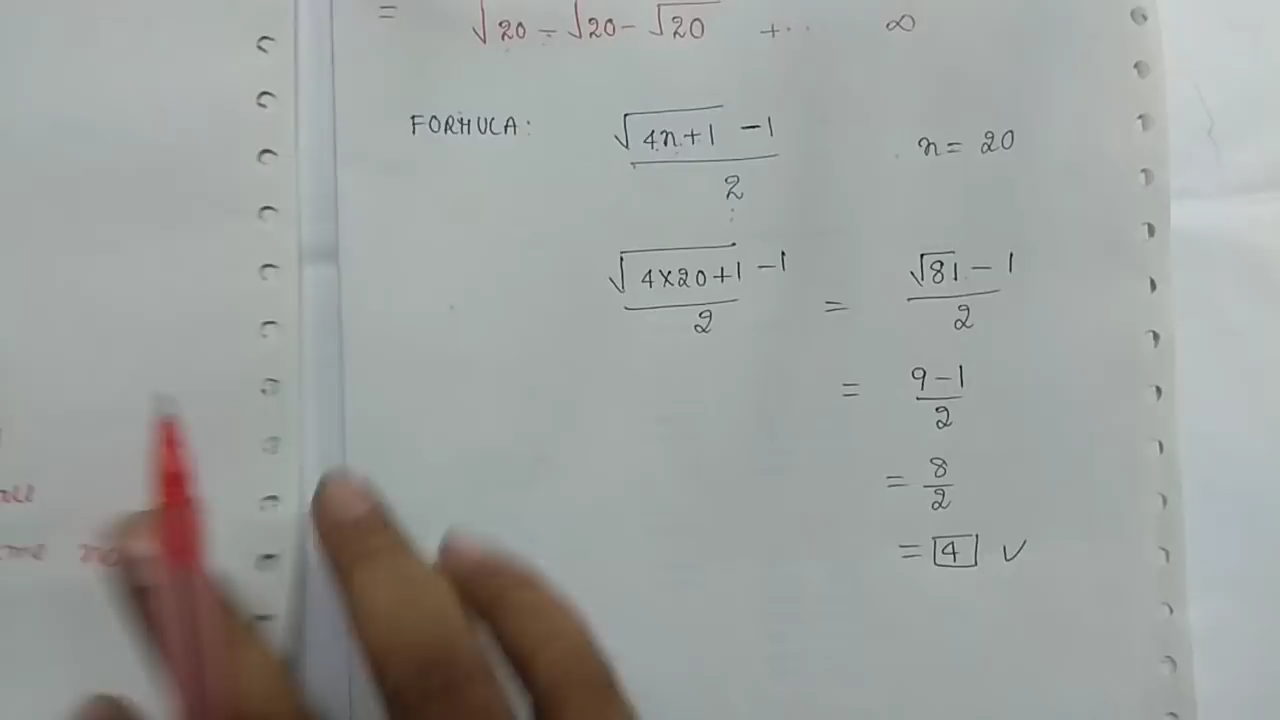 = √20 - √20 - √20 +·· ∞
FORMULA: √4n+1 - 1 / 2 n = 20
√4×20+1 - 1 / 2 = √81 - 1 / 2
= 9-1 / 2
= 8 / 2
= 4 ✓